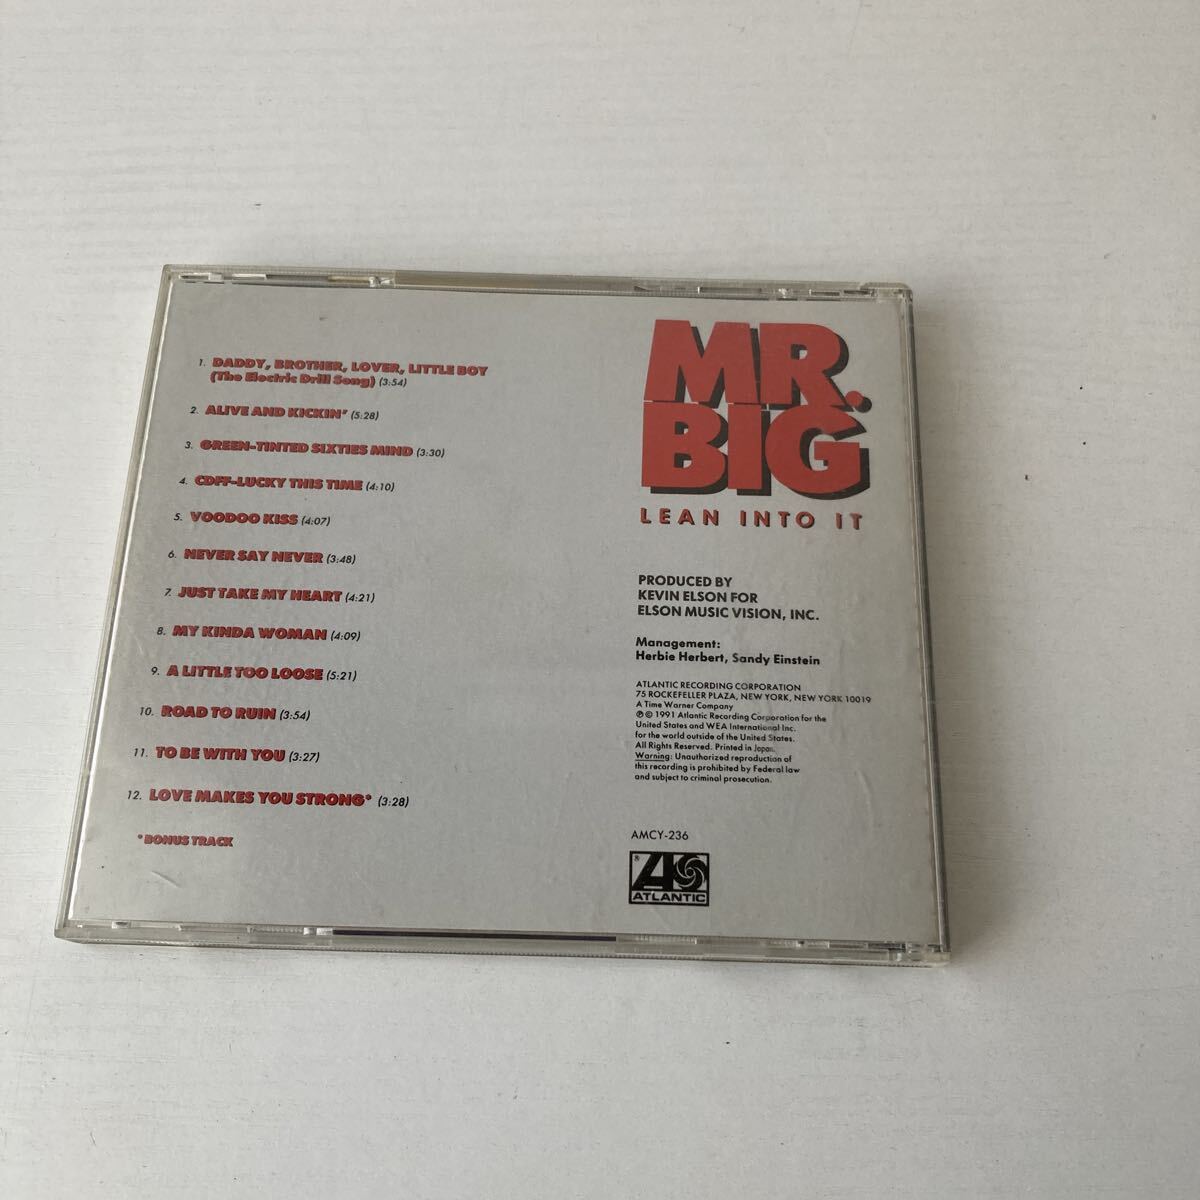 1. DADDY, BROTHER, LOVER, LITTLE BOY
(The Electric Drill Song) (3:54)
2. ALIVE AND KICKIN' (5:28)
3. GREEN-TINTED SIXTIES MIND (3:30)
4. CDFF-LUCKY THIS TIME (4:10)
5. VOODOO KISS (4:07)
6. NEVER SAY NEVER (3:48)
7. JUST TAKE MY HEART (4:21)
8. MY KINDA WOMAN (4:09)
9. A LITTLE TOO LOOSE (5:21)
10. ROAD TO RUIN (3:54)
11. TO BE WITH YOU (3:27)
12. LOVE MAKES YOU STRONG* (3:28)
*BONUS TRACK
MR.
BIG
LEAN INTO IT
PRODUCED BY
KEVIN ELSON FOR
ELSON MUSIC VISION, INC.
Management:
Herbie Herbert, Sandy Einstein
ATLANTIC RECORDING CORPORATION
75 ROCKEFELLER PLAZA, NEW YORK, NEW YORK 10019
A Time Warner Company
℗ © 1991 Atlantic Recording Corporation for the
United States and WEA International Inc.
for the world outside of the United States.
All Rights Reserved. Printed in Japan.
Warning: Unauthorized reproduction of
this recording is prohibited by Federal law
and subject to criminal prosecution.
AMCY-236
®
ATLANTIC